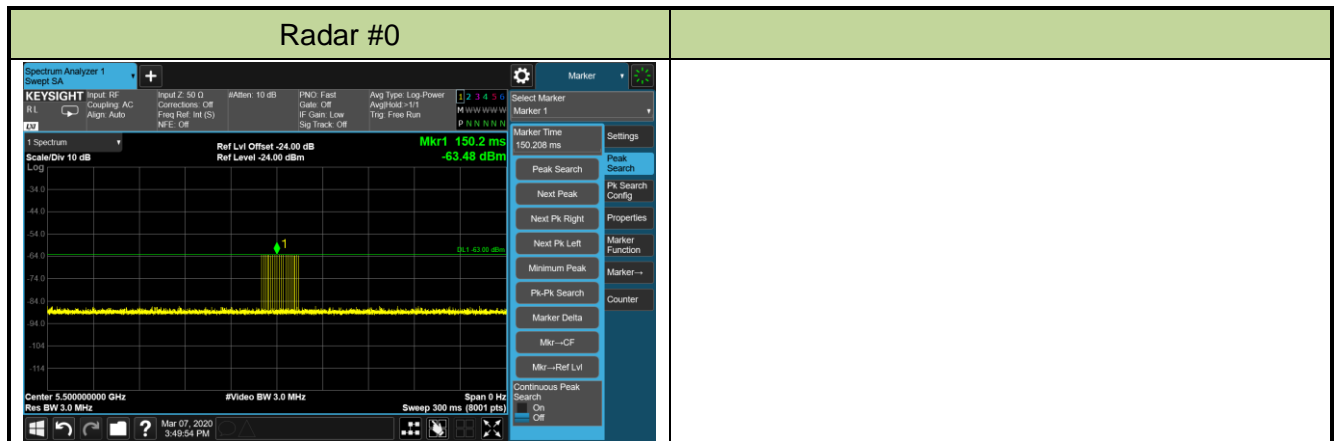 Radar #0
Spectrum Analyzer 1
Swept SA
Marker
KEYSIGHT
RL
LXI
Input: RF
Coupling: AC
Align: Auto
Input Z: 50 Ω
Corrections: Off
Freq Ref: Int (S)
NFE: Off
#Atten: 10 dB
PNO: Fast
Gate: Off
IF Gain: Low
Sig Track: Off
Avg Type: Log-Power
Avg|Hold:>1/1
Trig: Free Run
1 2 3 4 5 6
M W W W W W
P N N N N N
Select Marker
Marker 1
1 Spectrum
Scale/Div 10 dB
Log
Ref Lvl Offset -24.00 dB
Ref Level -24.00 dBm
Mkr1 150.2 ms
-63.48 dBm
Marker Time
150.208 ms
Settings
Peak Search
Peak
Search
Next Peak
Pk Search
Config
Next Pk Right
Properties
Next Pk Left
Marker
Function
Minimum Peak
Marker→
Pk-Pk Search
Counter
Marker Delta
Mkr→CF
Mkr→Ref Lvl
Continuous Peak
Search
On
Off
-34.0
-44.0
-54.0
1
DL1 -63.00 dBm
-64.0
-74.0
-84.0
-94.0
-104
-114
Center 5.500000000 GHz
Res BW 3.0 MHz
#Video BW 3.0 MHz
Span 0 Hz
Sweep 300 ms (8001 pts)
?
Mar 07, 2020
3:49:54 PM